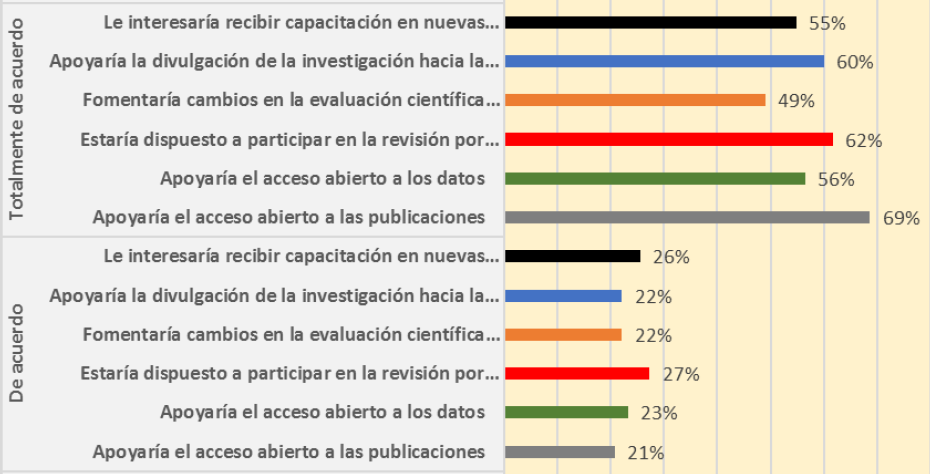 Totalmente de acuerdo
Le interesaría recibir capacitación en nuevas... 55%
Apoyaría la divulgación de la investigación hacia la... 60%
Fomentaría cambios en la evaluación científica... 49%
Estaría dispuesto a participar en la revisión por... 62%
Apoyaría el acceso abierto a los datos 56%
Apoyaría el acceso abierto a las publicaciones 69%
De acuerdo
Le interesaría recibir capacitación en nuevas... 26%
Apoyaría la divulgación de la investigación hacia la... 22%
Fomentaría cambios en la evaluación científica... 22%
Estaría dispuesto a participar en la revisión por... 27%
Apoyaría el acceso abierto a los datos 23%
Apoyaría el acceso abierto a las publicaciones 21%